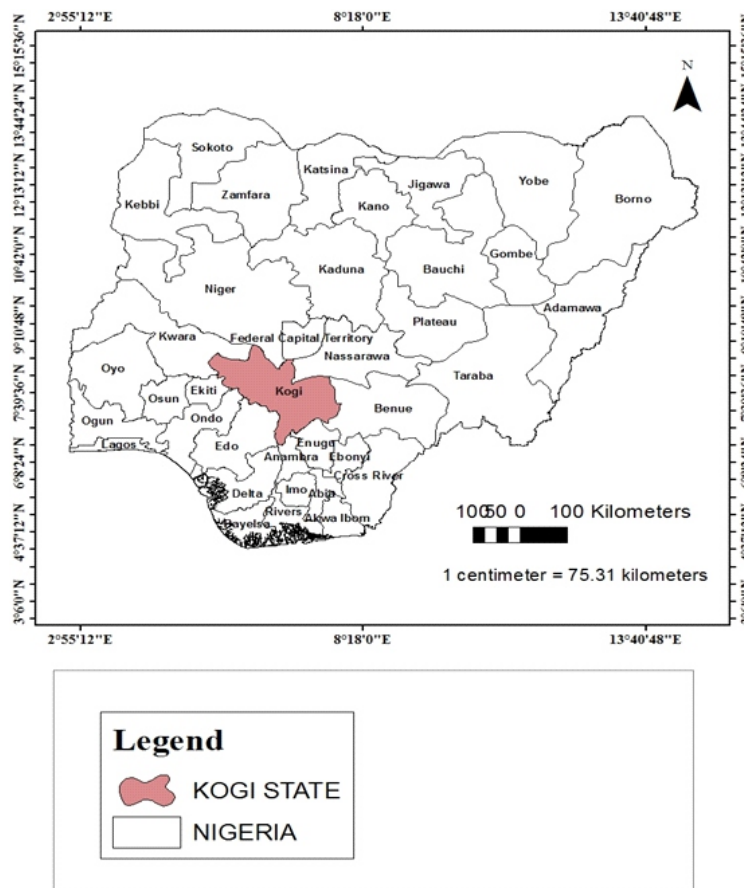 2°55'12"E 8°18'0"E 13°40'48"E
15°15'36"N
13°44'24"N
12°13'12"N
10°42'0"N
9°10'48"N
7°39'36"N
6°8'24"N
4°37'12"N
3°6'0"N
N
Sokoto
Katsina
Jigawa
Yobe
Kebbi
Zamfara
Kano
Borno
Gombe
Kaduna
Bauchi
Niger
Adamawa
Plateau
Kwara
Federal Capital Territory
Nassarawa
Oyo
Taraba
Ekiti
Kogi
Osun
Benue
Ogun
Ondo
Lagos
Edo
Enugu
Anambra
Ebonyi
Cross River
Delta
Imo
Abia
Rivers
Bayelsa
Akwa Ibom
100 50 0 100 Kilometers
1 centimeter = 75.31 kilometers
2°55'12"E 8°18'0"E 13°40'48"E
Legend
KOGI STATE
NIGERIA